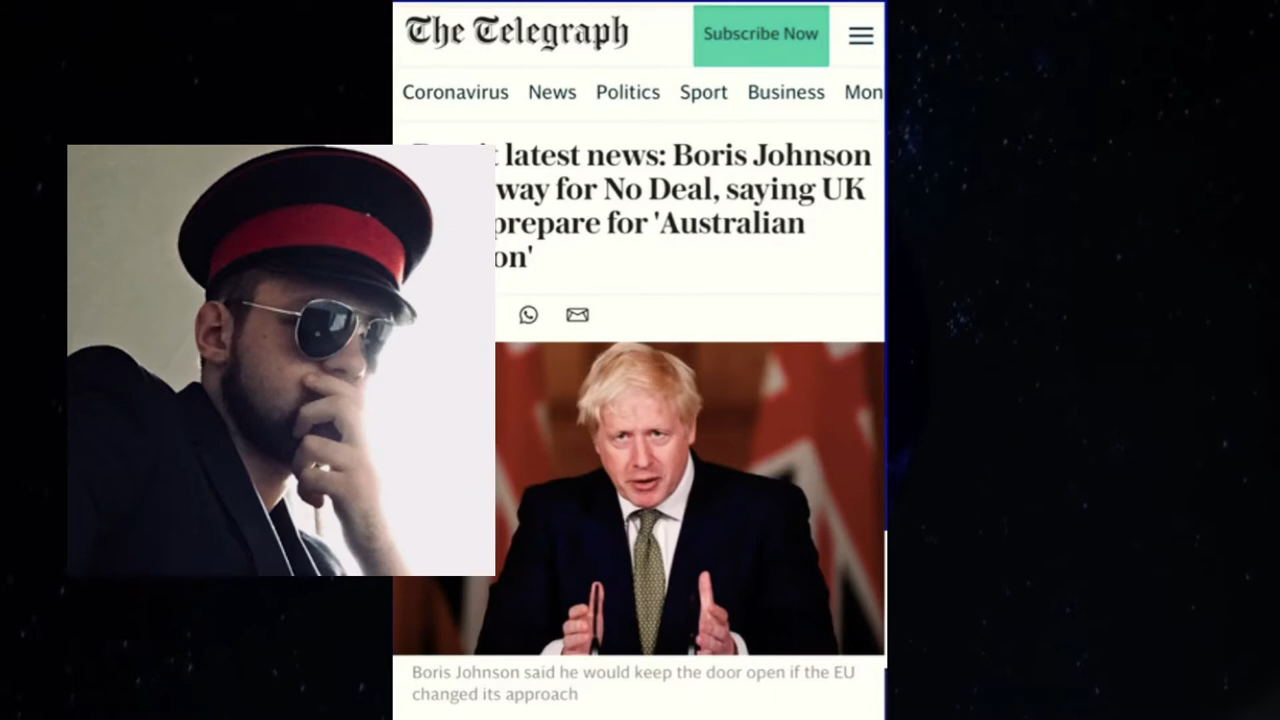 The Telegraph
Subscribe Now
Coronavirus News Politics Sport Business Mon
latest news: Boris Johnson
way for No Deal, saying UK
prepare for 'Australian
on'
Boris Johnson said he would keep the door open if the EU
changed its approach